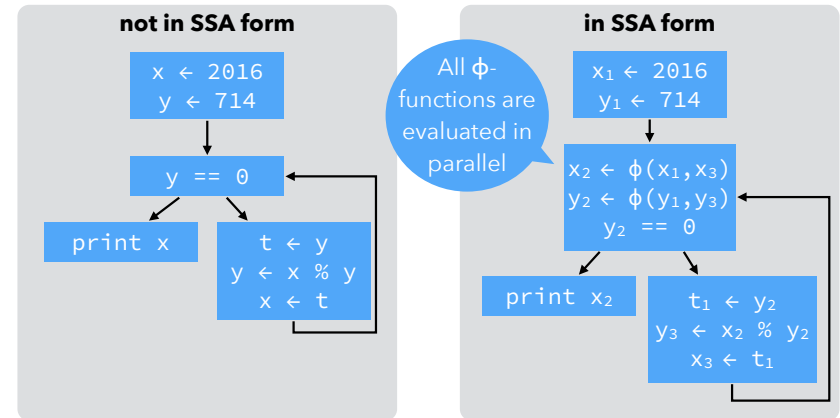 not in SSA form
x ← 2016
y ← 714
y == 0
print x
t ← y
y ← x % y
x ← t
All ϕ-
functions are
evaluated in
parallel
in SSA form
x₁ ← 2016
y₁ ← 714
x₂ ← ϕ(x₁,x₃)
y₂ ← ϕ(y₁,y₃)
y₂ == 0
print x₂
t₁ ← y₂
y₃ ← x₂ % y₂
x₃ ← t₁